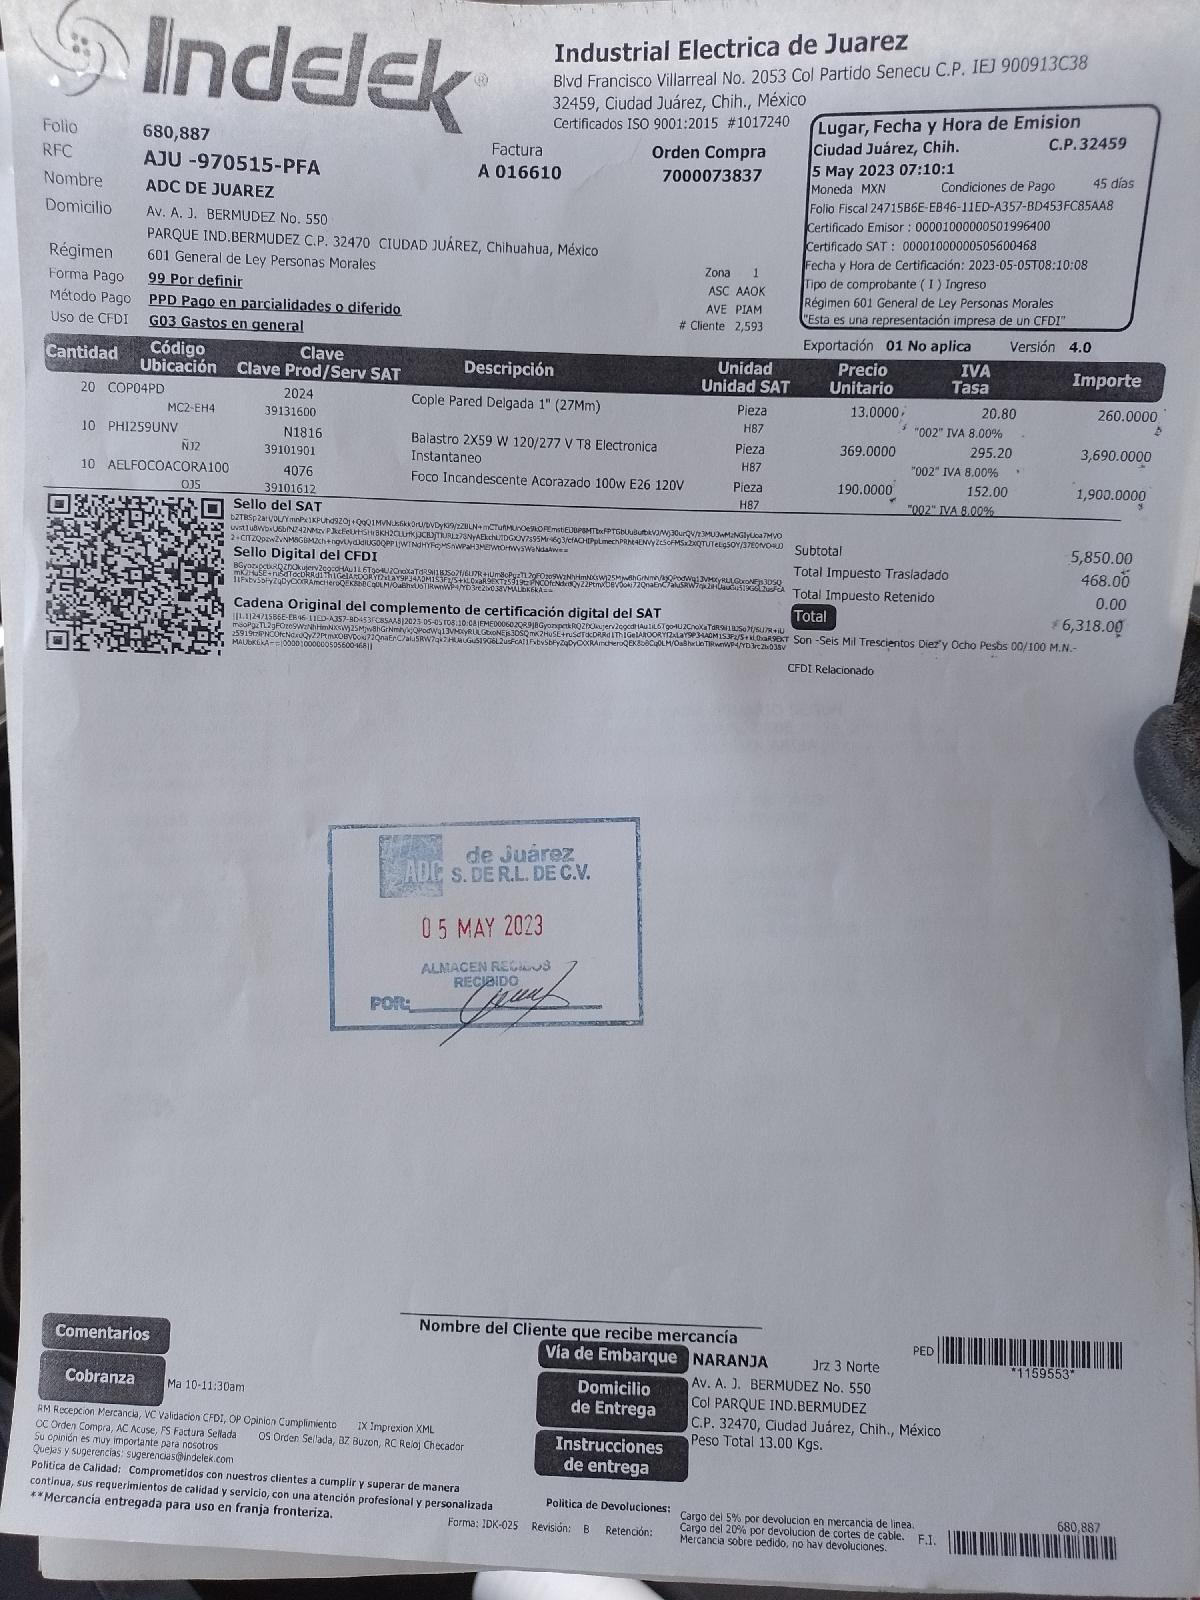 Indelek®
Industrial Electrica de Juarez
Blvd Francisco Villarreal No. 2053 Col Partido Senecu C.P. IEJ 900913C38
32459, Ciudad Juárez, Chih., México
Certificados ISO 9001:2015 #1017240
Folio 680,887
RFC AJU -970515-PFA
Nombre ADC DE JUAREZ
Domicilio Av. A. J. BERMUDEZ No. 550
PARQUE IND.BERMUDEZ C.P. 32470 CIUDAD JUÁREZ, Chihuahua, México
Régimen 601 General de Ley Personas Morales
Forma Pago 99 Por definir
Método Pago PPD Pago en parcialidades o diferido
Uso de CFDI G03 Gastos en general
Factura
A 016610
Orden Compra
7000073837
Zona 1
ASC AAOK
AVE PIAM
# Cliente 2,593
Lugar, Fecha y Hora de Emision
Ciudad Juárez, Chih. C.P.32459
5 May 2023 07:10:1
Moneda MXN Condiciones de Pago 45 días
Folio Fiscal 24715B6E-EB46-11ED-A357-BD453FC85AA8
Certificado Emisor : 00001000000501996400
Certificado SAT : 00001000000505600468
Fecha y Hora de Certificación: 2023-05-05T08:10:08
Tipo de comprobante ( I ) Ingreso
Régimen 601 General de Ley Personas Morales
"Esta es una representación impresa de un CFDI"
Exportación 01 No aplica Versión 4.0
Cantidad Código Ubicación Clave Clave Prod/Serv SAT Descripción Unidad Unidad SAT Precio Unitario IVA Tasa Importe
20 COP04PD 2024 Cople Pared Delgada 1" (27Mm) Pieza 13.0000 20.80 260.0000
MC2-EH4 39131600 H87 "002" IVA 8.00%
10 PHI259UNV N1816 Balastro 2X59 W 120/277 V T8 Electronica Pieza 369.0000 295.20 3,690.0000
ÑJ2 39101901 Instantaneo H87 "002" IVA 8.00%
10 AELFOCOACORA100 4076 Foco Incandescente Acorazado 100w E26 120V Pieza 190.0000 152.00 1,900.0000
OJ5 39101612 H87 "002" IVA 8.00%
Sello del SAT
Sello Digital del CFDI
Cadena Original del complemento de certificación digital del SAT
Subtotal 5,850.00
Total Impuesto Trasladado 468.00
Total Impuesto Retenido 0.00
Total 6,318.00
Son -Seis Mil Trescientos Diez y Ocho Pesos 00/100 M.N.-
CFDI Relacionado
ADC de Juárez
S. DE R.L. DE C.V.
05 MAY 2023
ALMACEN RECIBOS
RECIBIDO
POR:
Nombre del Cliente que recibe mercancía
Comentarios
Cobranza Ma 10-11:30am
Vía de Embarque NARANJA Jrz 3 Norte
Domicilio de Entrega
Av. A. J. BERMUDEZ No. 550
Col PARQUE IND.BERMUDEZ
C.P. 32470, Ciudad Juárez, Chih., México
Peso Total 13.00 Kgs.
Instrucciones de entrega
PED *1159553*
RM Recepcion Mercancia, VC Validacion CFDI, OP Opinion Cumplimiento IX Imprexion XML
OC Orden Compra, AC Acuse, FS Factura Sellada OS Orden Sellada, BZ Buzon, RC Reloj Checador
Su opinión es muy importante para nosotros
Quejas y sugerencias: sugerencias@indelek.com
Politica de Calidad: Comprometidos con nuestros clientes a cumplir y superar de manera
continua, sus requerimientos de calidad y servicio, con una atención profesional y personalizada
**Mercancia entregada para uso en franja fronteriza.
Forma: IDK-025 Revisión: B Retención:
Politica de Devoluciones:
Cargo del 5% por devolucion en mercancia de linea.
Cargo del 20% por devolucion de cortes de cable.
Mercancia sobre pedido, no hay devoluciones.
F.I. 680,887